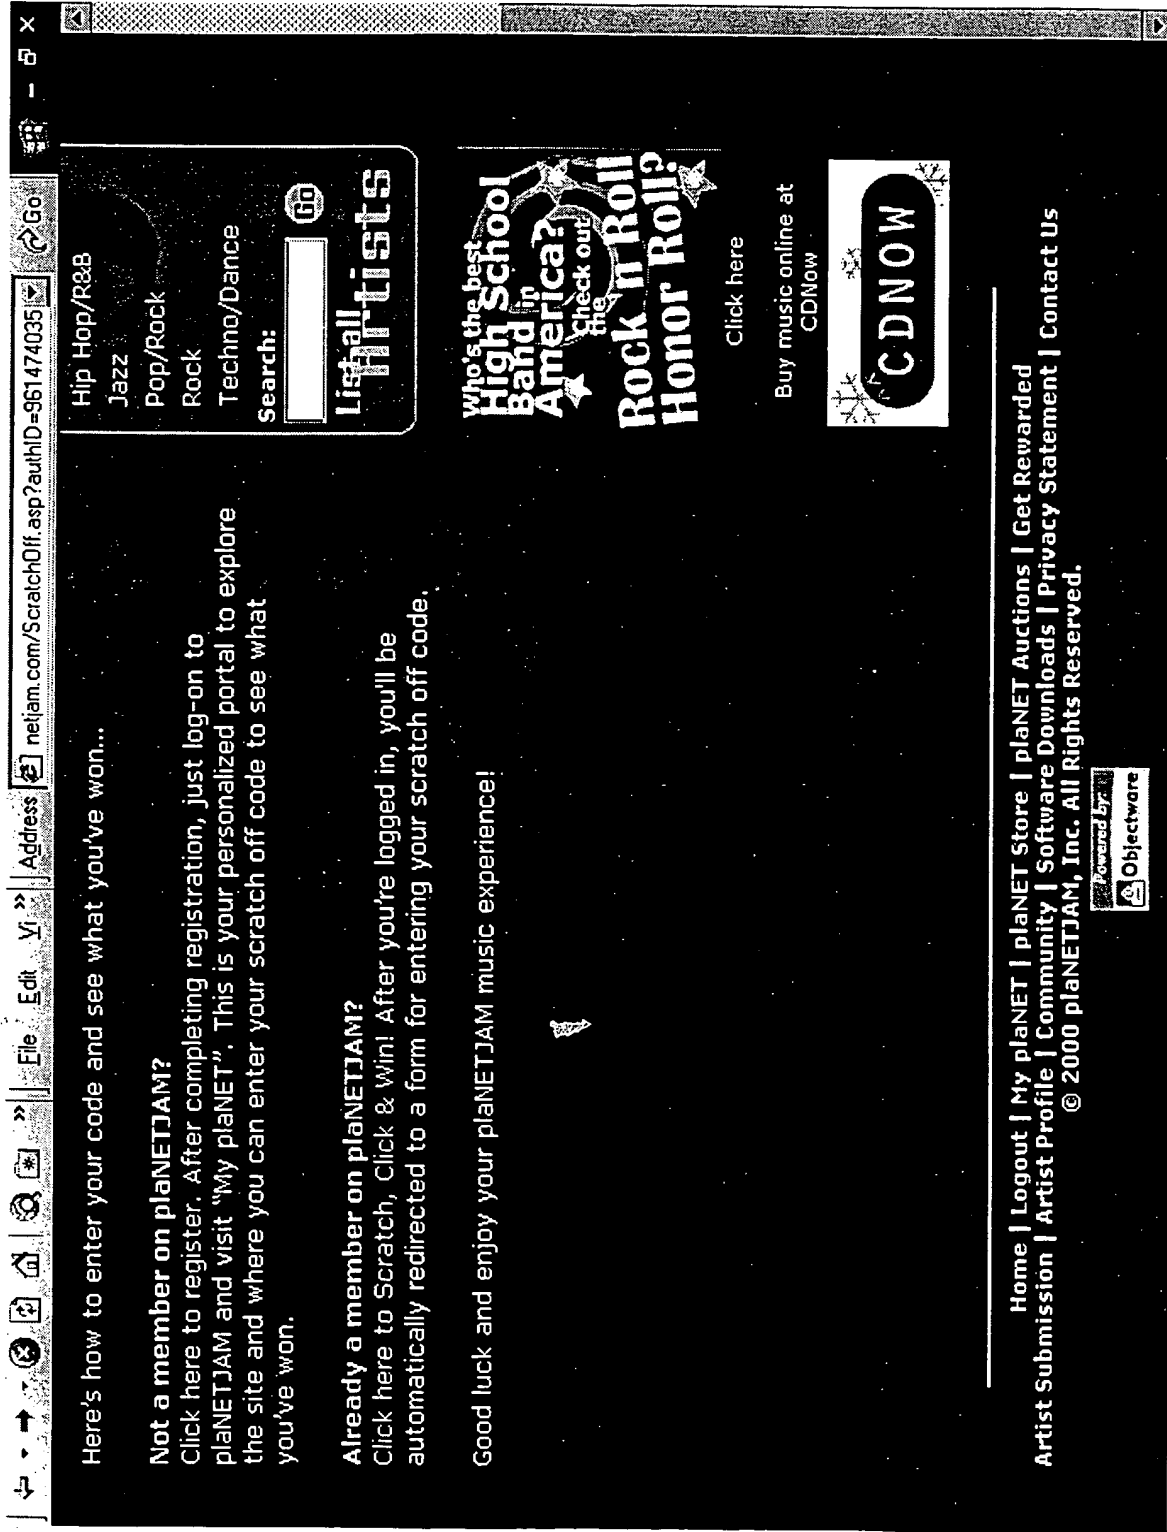 File Edit Vi » Address netjam.com/ScratchOff.asp?authID=961474035 Go
Here's how to enter your code and see what you've won...
Not a member on plaNETJAM?
Click here to register. After completing registration, just log-on to
plaNETJAM and visit "My plaNET". This is your personalized portal to explore
the site and where you can enter your scratch off code to see what
you've won.
Already a member on plaNETJAM?
Click here to Scratch, Click & Win! After you're logged in, you'll be
automatically redirected to a form for entering your scratch off code.
Good luck and enjoy your plaNETJAM music experience!
Hip Hop/R&B
Jazz
Pop/Rock
Rock
Techno/Dance
Search:
Go
List all
Artists
Who's the best
High School
Band in
America?
Check out
the
Rock n Roll
Honor Roll?
Click here
Buy music online at
CDNow
CDNOW
Home | Logout | My plaNET | plaNET Store | plaNET Auctions | Get Rewarded
Artist Submission | Artist Profile | Community | Software Downloads | Privacy Statement | Contact Us
© 2000 plaNETJAM, Inc. All Rights Reserved.
Powered by:
Objectware